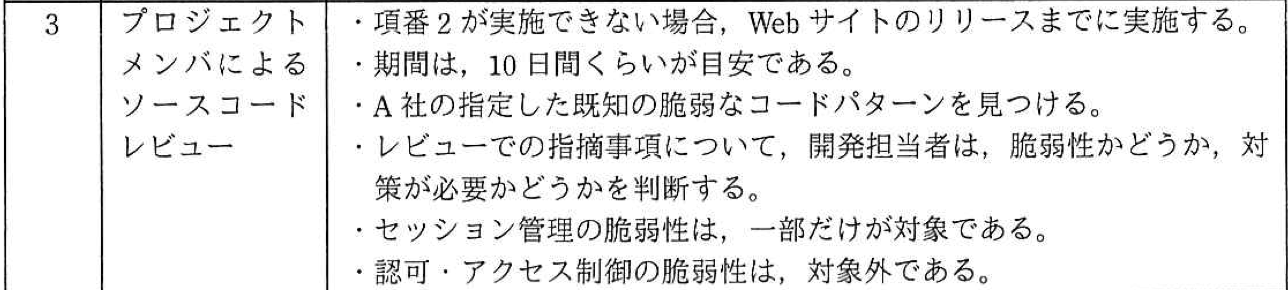 3
プロジェクト
メンバによる
ソースコード
レビュー
・項番2が実施できない場合，Webサイトのリリースまでに実施する。
・期間は，10日間くらいが目安である。
・A社の指定した既知の脆弱なコードパターンを見つける。
・レビューでの指摘事項について，開発担当者は，脆弱性かどうか，対
策が必要かどうかを判断する。
・セッション管理の脆弱性は，一部だけが対象である。
・認可・アクセス制御の脆弱性は，対象外である。